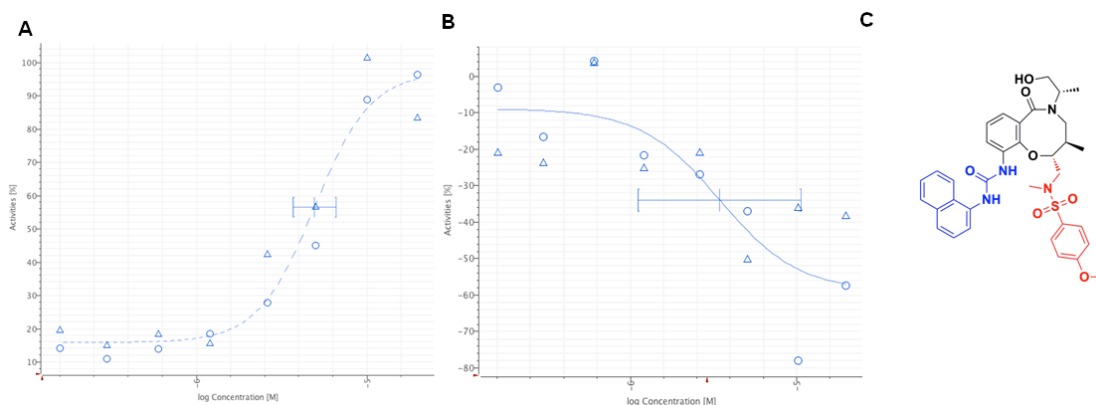 A
100
90
80
70
60
50
40
30
20
10
Activities [%]
-6
-5
log Concentration [M]
B
0
-10
-20
-30
-40
-50
-60
-70
-80
Activities [%]
-6
-5
log Concentration [M]
C
HO
O
N
O
O
NH
NH
N
O
S
O
O